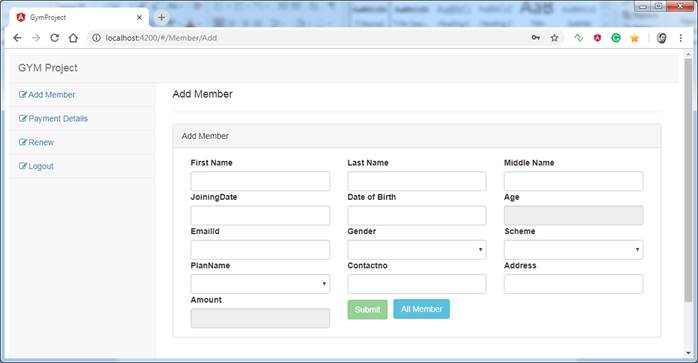 GymProject
localhost:4200/#/Member/Add
GYM Project
Add Member
Payment Details
Renew
Logout
Add Member
Add Member
First Name Last Name Middle Name
JoiningDate Date of Birth Age
EmailId Gender Scheme
PlanName Contactno Address
Amount
Submit All Member